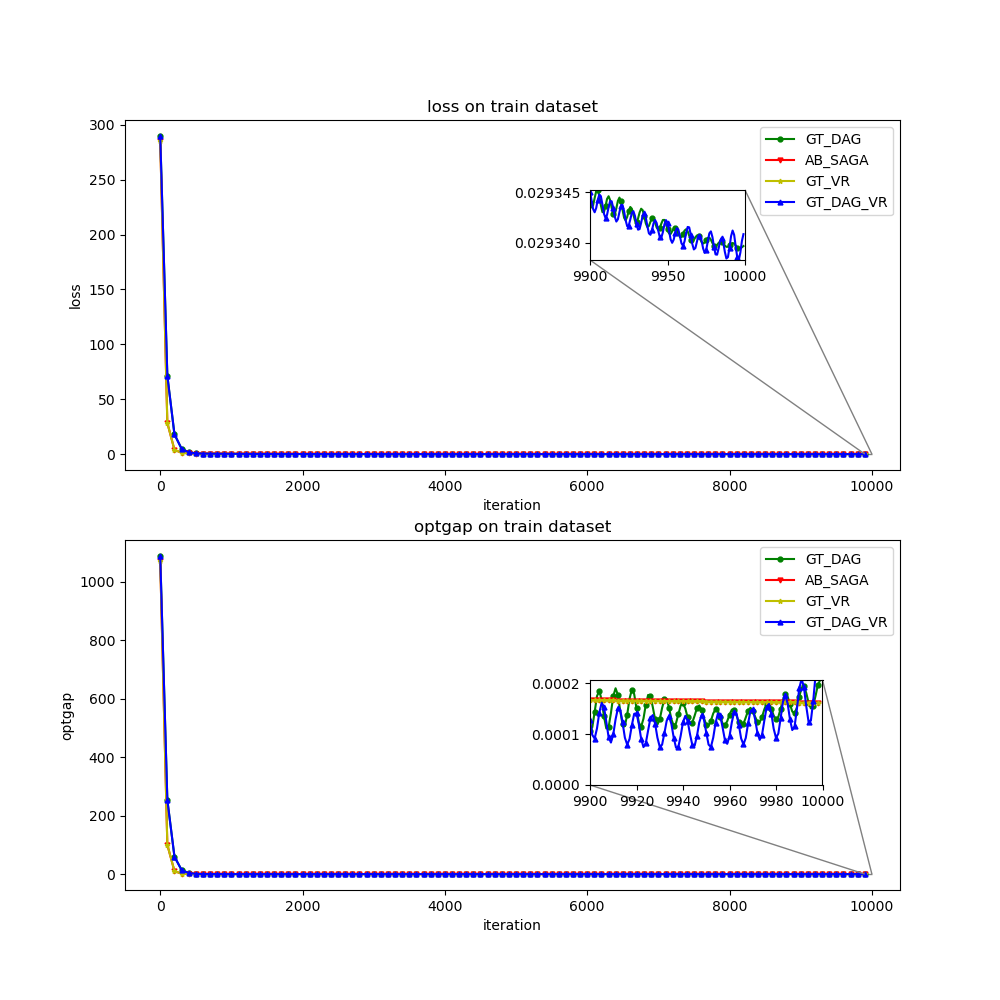 loss on train dataset
300
250
200
150
100
50
0
loss
GT_DAG
AB_SAGA
GT_VR
GT_DAG_VR
0.029345
0.029340
9900 9950 10000
0 2000 4000 6000 8000 10000
iteration
optgap on train dataset
1000
800
600
400
200
0
optgap
GT_DAG
AB_SAGA
GT_VR
GT_DAG_VR
0.0002
0.0001
0.0000
9900 9920 9940 9960 9980 10000
0 2000 4000 6000 8000 10000
iteration